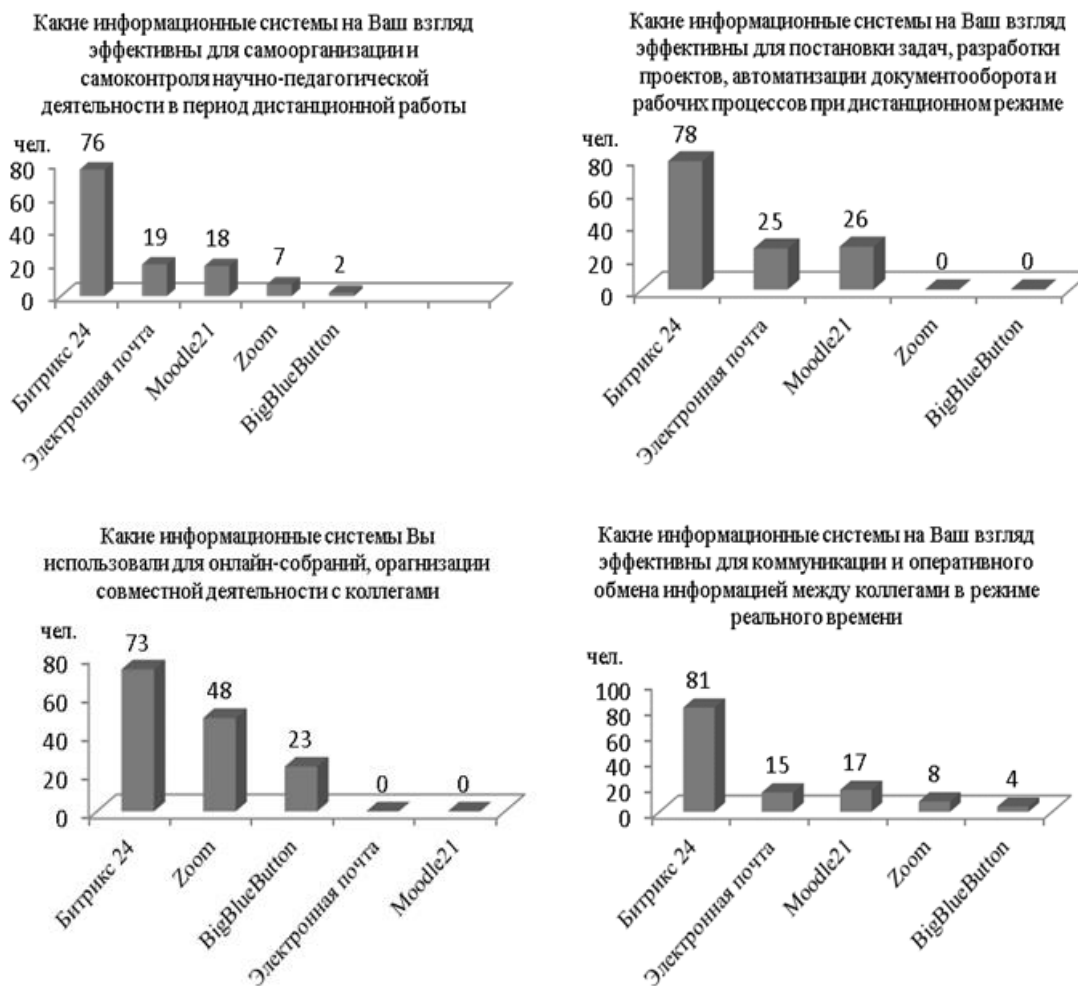 Какие информационные системы на Ваш взгляд
эффективны для самоорганизации и
самоконтроля научно-педагогической
деятельности в период дистанционной работы
чел.
76
80
60
40
20
0
19
18
7
2
Битрикс 24
Электронная почта
Moodle21
Zoom
BigBlueButton
Какие информационные системы на Ваш взгляд
эффективны для постановки задач, разработки
проектов, автоматизации документооборота и
рабочих процессов при дистанционном режиме
чел.
78
80
60
40
20
0
25
26
0
0
Битрикс 24
Электронная почта
Moodle21
Zoom
BigBlueButton
Какие информационные системы Вы
использовали для онлайн-собраний, орагнизации
совместной деятельности с коллегами
чел.
73
80
60
40
20
0
48
23
0
0
Битрикс 24
Zoom
BigBlueButton
Электронная почта
Moodle21
Какие информационные системы на Ваш взгляд
эффективны для коммуникации и оперативного
обмена информацией между коллегами в режиме
реального времени
чел.
100
80
60
40
20
0
81
15
17
8
4
Битрикс 24
Электронная почта
Moodle21
Zoom
BigBlueButton